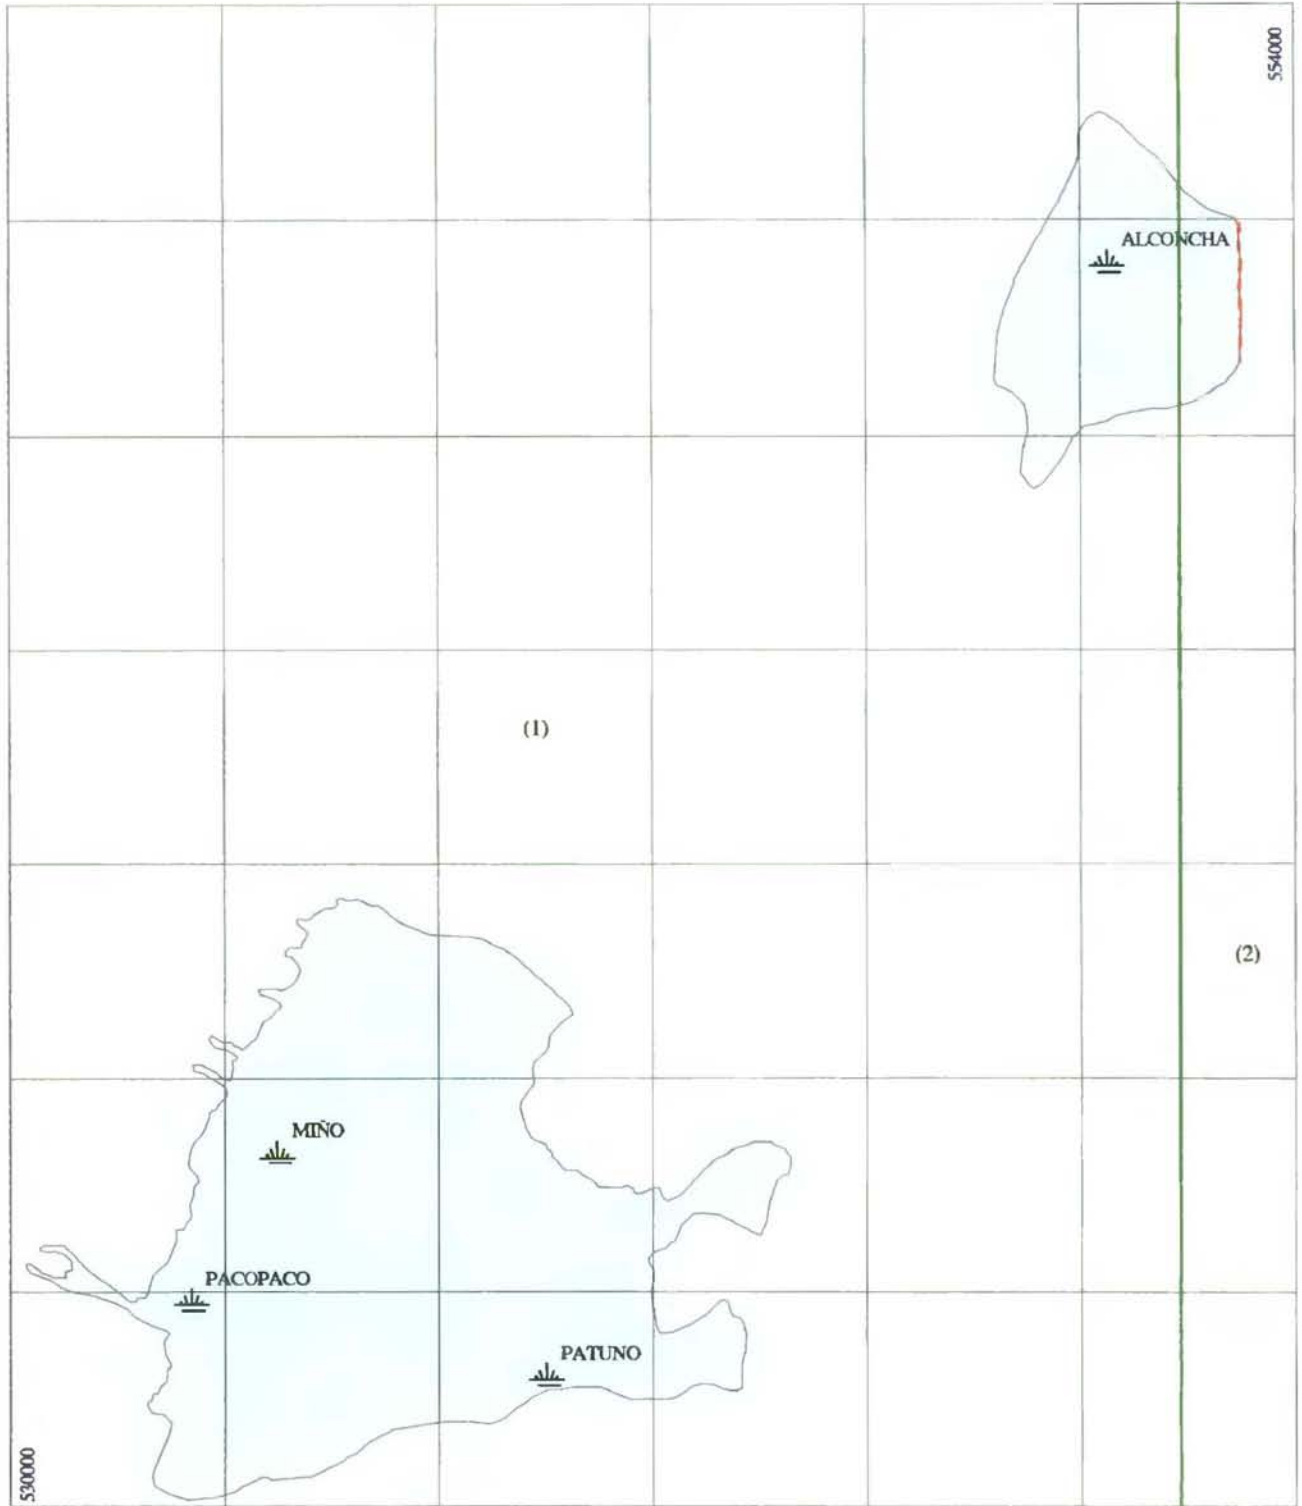 554000
ALCONCHA
(1)
(2)
MIÑO
PACOPACO
PATUNO
530000